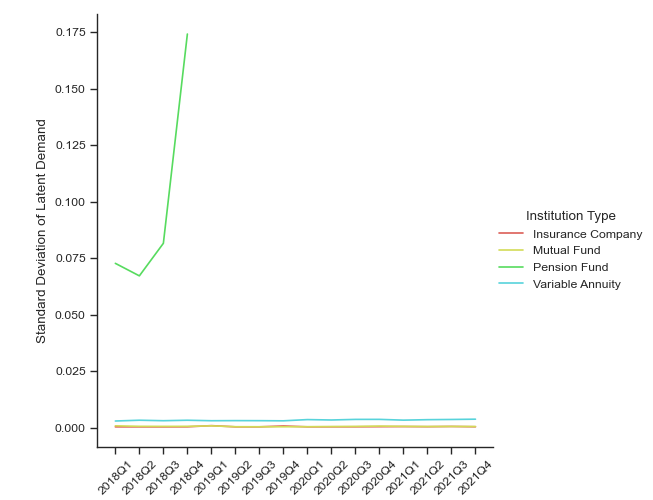 Standard Deviation of Latent Demand
0.175
0.150
0.125
0.100
0.075
0.050
0.025
0.000
2018Q1
2018Q2
2018Q3
2018Q4
2019Q1
2019Q2
2019Q3
2019Q4
2020Q1
2020Q2
2020Q3
2020Q4
2021Q1
2021Q2
2021Q3
2021Q4
Institution Type
Insurance Company
Mutual Fund
Pension Fund
Variable Annuity